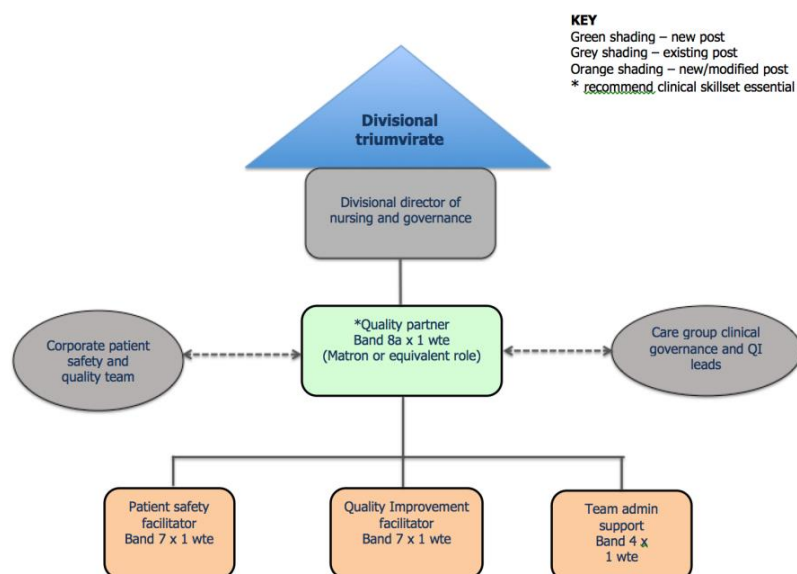 KEY
Green shading – new post
Grey shading – existing post
Orange shading – new/modified post
* recommend clinical skillset essential
Divisional
triumvirate
Divisional director of
nursing and governance
*Quality partner
Band 8a x 1 wte
(Matron or equivalent role)
Corporate patient
safety and
quality team
Care group clinical
governance and QI
leads
Patient safety
facilitator
Band 7 x 1 wte
Quality Improvement
facilitator
Band 7 x 1 wte
Team admin
support
Band 4 x
1 wte